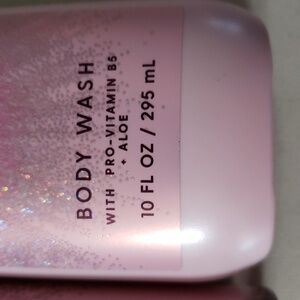 BODY WASH
WITH PRO-VITAMIN B5
+ ALOE
10 FL OZ / 295 mL